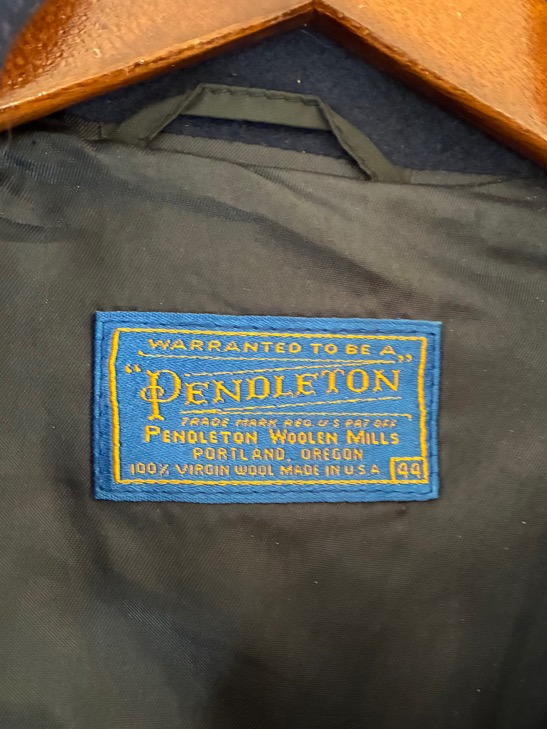 WARRANTED TO BE A
"PENDLETON"
TRADE MARK REG. U S PAT OFF
PENDLETON WOOLEN MILLS
PORTLAND, OREGON
100% VIRGIN WOOL MADE IN U.S.A 44